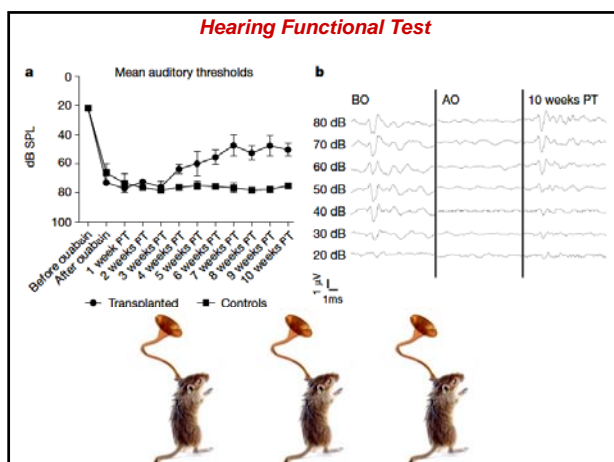 Hearing Functional Test
a
Mean auditory thresholds
0
20
40
60
80
100
dB SPL
Before ouabain
After ouabain
1 week PT
2 weeks PT
3 weeks PT
4 weeks PT
5 weeks PT
6 weeks PT
7 weeks PT
8 weeks PT
9 weeks PT
10 weeks PT
Transplanted
Controls
b
BO
AO
10 weeks PT
80 dB
70 dB
60 dB
50 dB
40 dB
30 dB
20 dB
1 μV
1ms